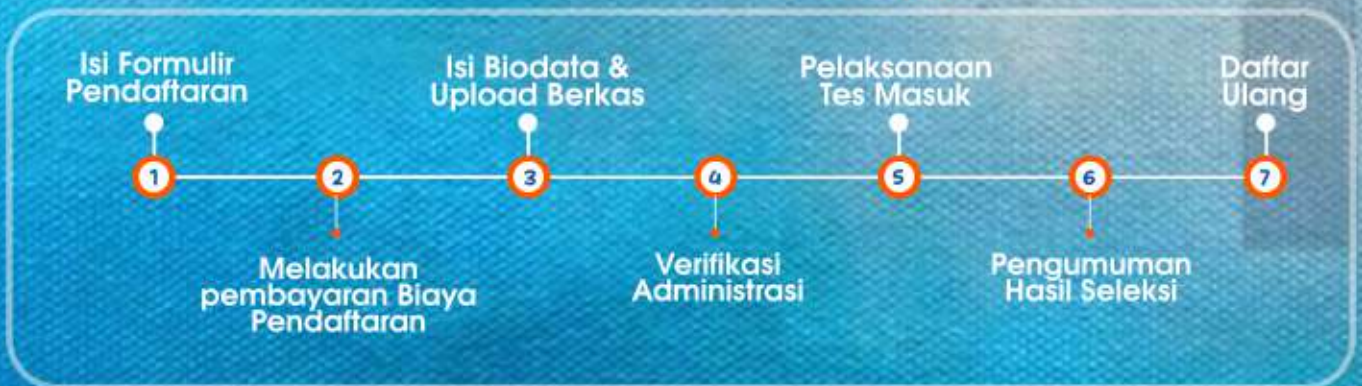 Isi Formulir
Pendaftaran
1
Melakukan
pembayaran Biaya
Pendaftaran
2
Isi Biodata &
Upload Berkas
3
Verifikasi
Administrasi
4
Pelaksanaan
Tes Masuk
5
Pengumuman
Hasil Seleksi
6
Daftar
Ulang
7